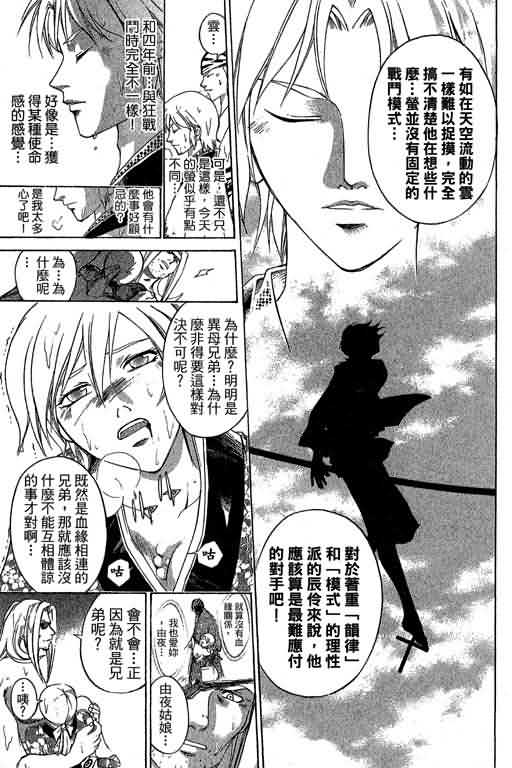 有如在天空流動的雲
一樣難以捉摸，完全
搞不清楚他在想些什
麼…螢並沒有固定的
戰鬥模式…
對於著重「韻律」
和「模式」的理性
派的辰伶來說，他
應該算是最難應付
的對手吧！
雲…
可是，還不只
是這樣，今天
的螢似乎有點
不同…
和四年前…與狂戰
鬥時完全不一樣！
好像是…獲
得某種使命
感的感覺…
他會有什
麼事好顧
忌的？
是我太多
心了吧！
為…為
什麼呢…
為什麼？明明是
異母兄弟…為什
麼非得要這樣對
決不可呢？
咕
咕
既然是血緣相連的
兄弟，那就應該沒
什麼不能互相體諒
的事才對啊…
就算沒有血
緣關係，
我也愛妳
…由夜…
由夜姑娘
…
會不會…正
因為就是兄
弟呢？
…咦？